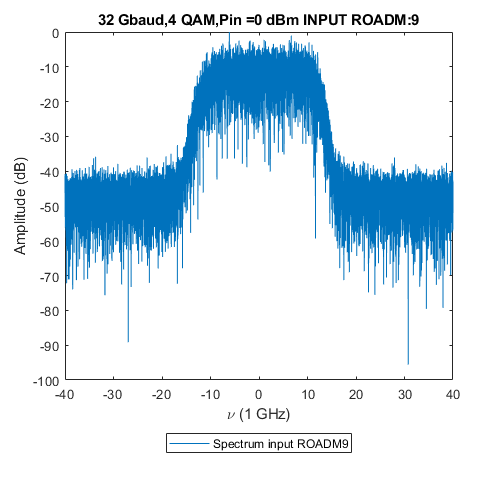 32 Gbaud,4 QAM,Pin =0 dBm INPUT ROADM:9
0
-10
-20
-30
-40
-50
-60
-70
-80
-90
-100
Amplitude (dB)
-40 -30 -20 -10 0 10 20 30 40
ν (1 GHz)
Spectrum input ROADM9